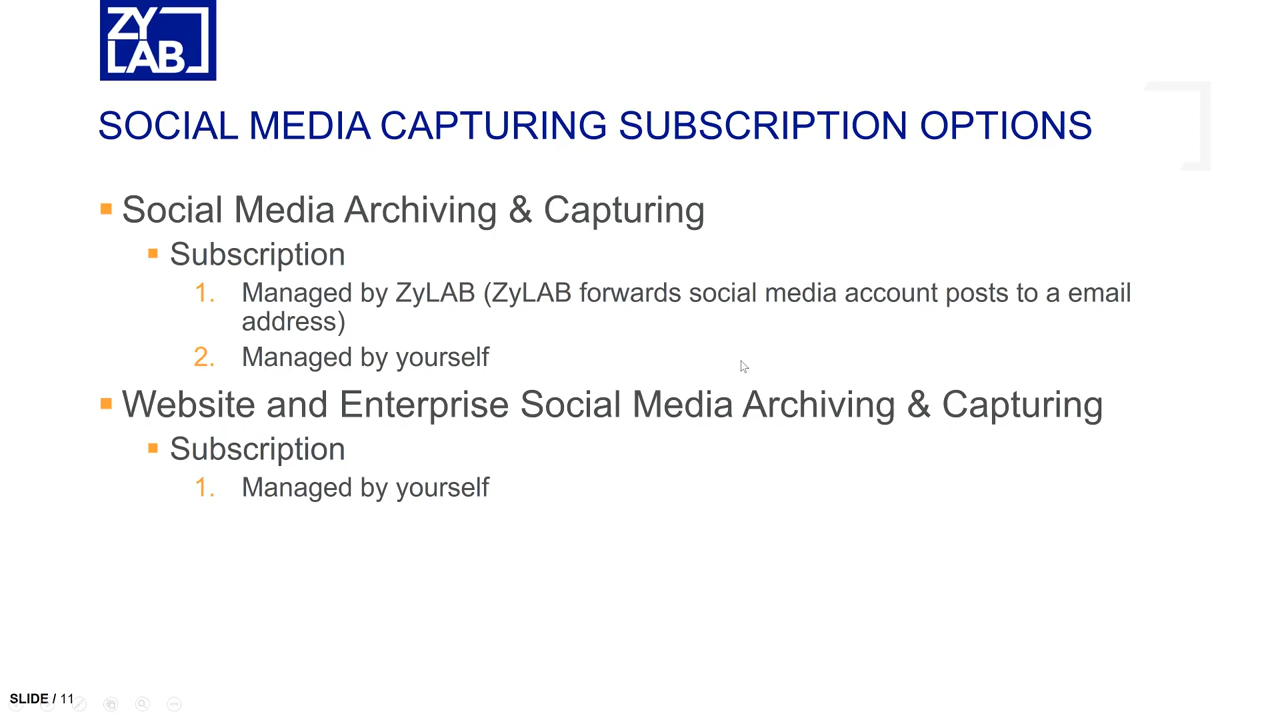 ZY
LAB
SOCIAL MEDIA CAPTURING SUBSCRIPTION OPTIONS
Social Media Archiving & Capturing
Subscription
1. Managed by ZyLAB (ZyLAB forwards social media account posts to a email
address)
2. Managed by yourself
Website and Enterprise Social Media Archiving & Capturing
Subscription
1. Managed by yourself
SLIDE / 11